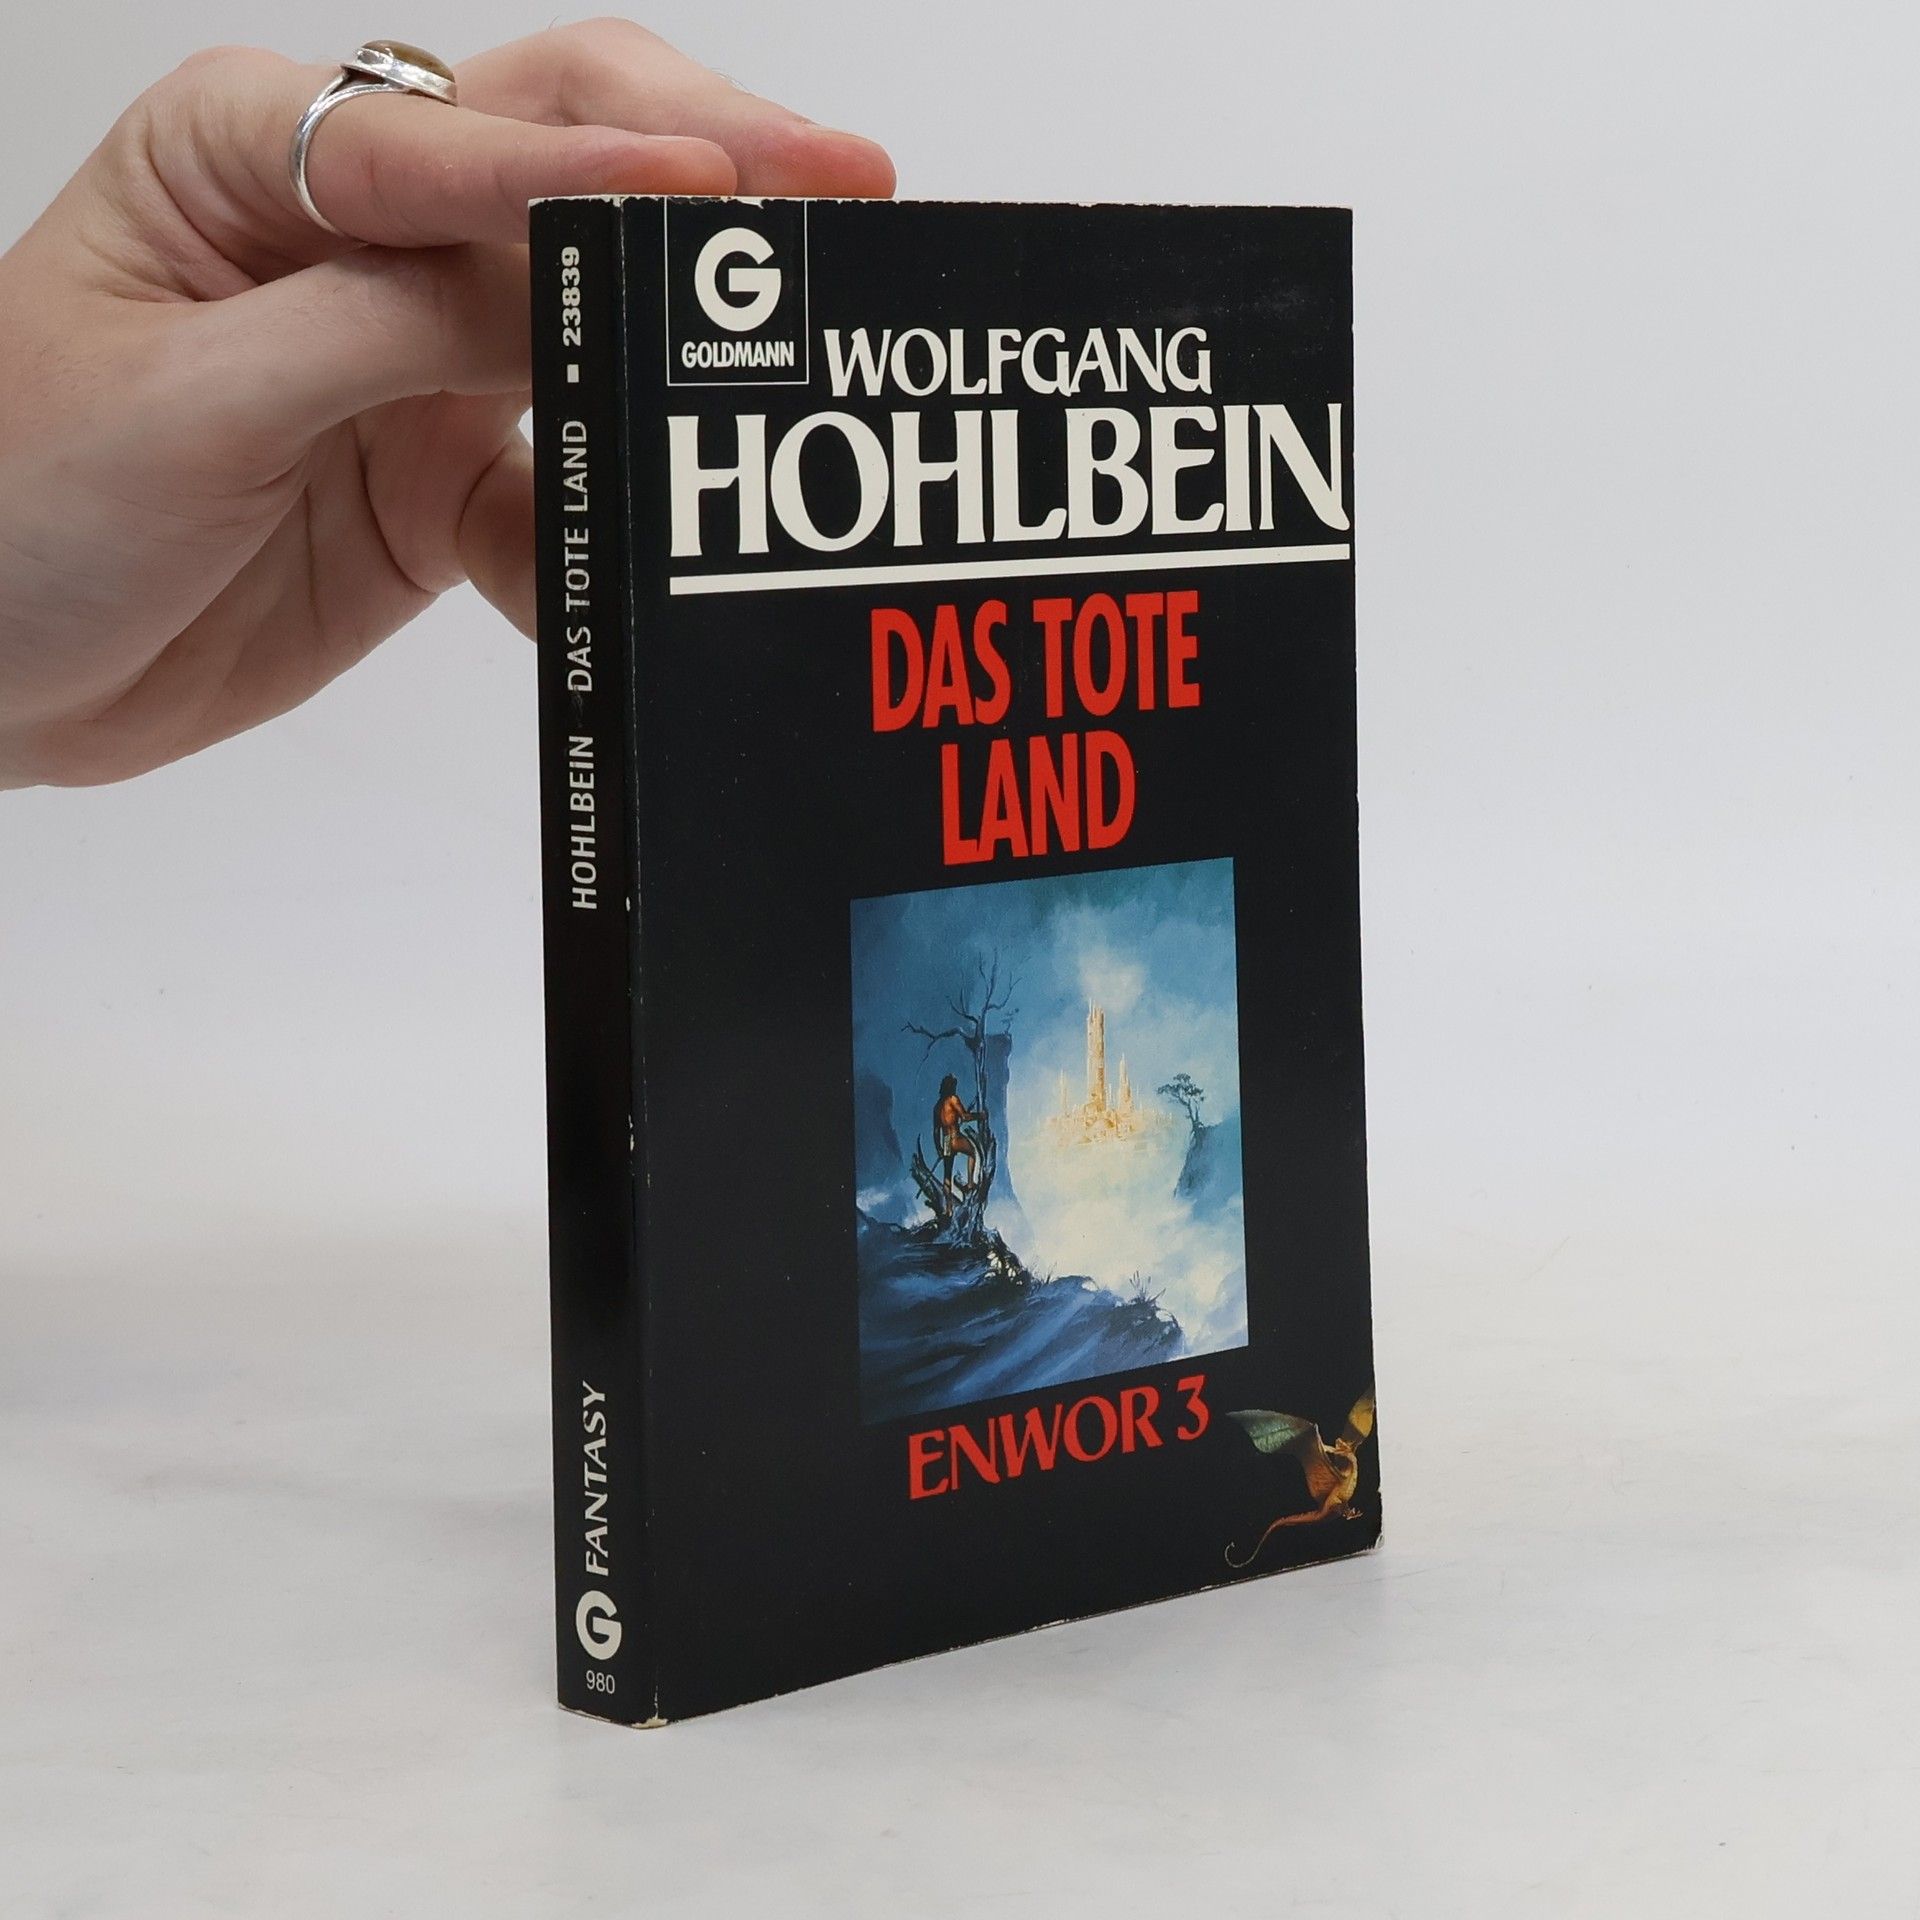 G
GOLDMANN
WOLFGANG
HOHLBEIN
DAS TOTE
LAND
ENWOR 3
HOHLBEIN DAS TOTE LAND ■ 23839
G FANTASY
980